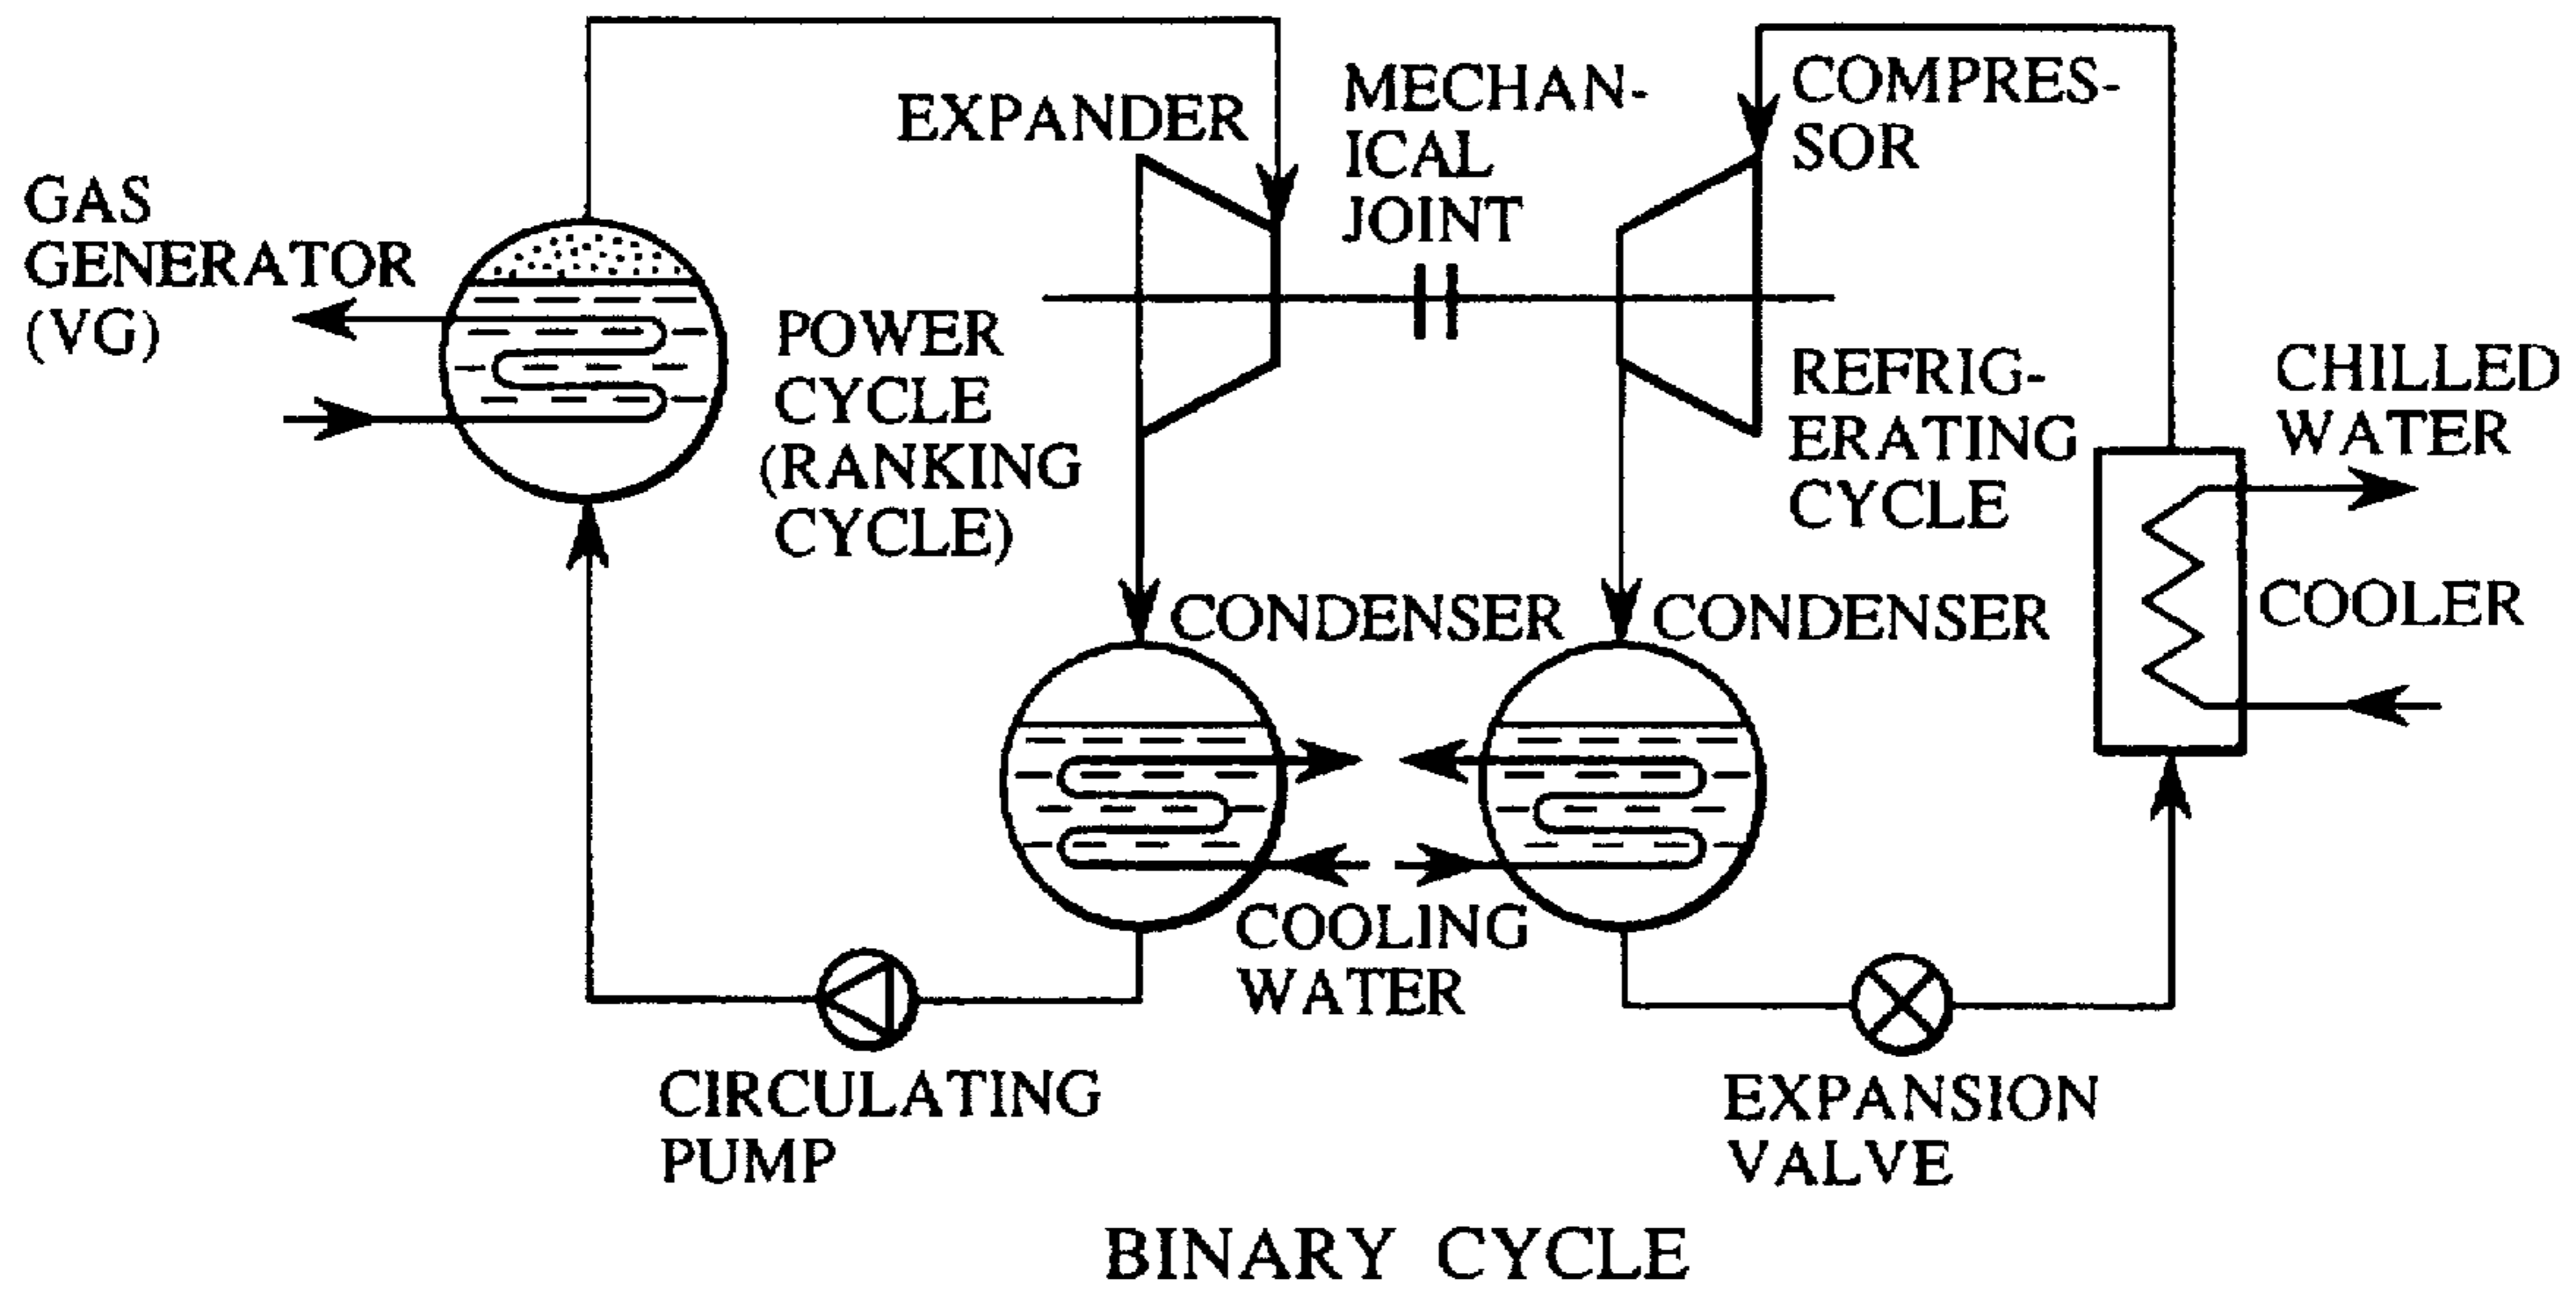 GAS
GENERATOR
(VG)
EXPANDER
MECHAN-
ICAL
JOINT
COMPRES-
SOR
POWER
CYCLE
(RANKING
CYCLE)
REFRIG-
ERATING
CYCLE
CHILLED
WATER
COOLER
CONDENSER
CONDENSER
COOLING
WATER
CIRCULATING
PUMP
EXPANSION
VALVE
BINARY CYCLE